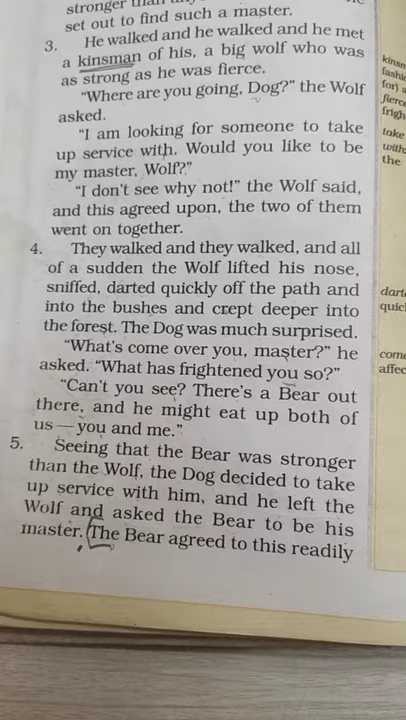 stronger than
set out to find such a master.
3. He walked and he walked and he met
a kinsman of his, a big wolf who was
as strong as he was fierce.
“Where are you going, Dog?” the Wolf
asked.
“I am looking for someone to take
up service with. Would you like to be
my master, Wolf?”
“I don't see why not!” the Wolf said,
and this agreed upon, the two of them
went on together.
4. They walked and they walked, and all
of a sudden the Wolf lifted his nose,
sniffed, darted quickly off the path and
into the bushes and crept deeper into
the forest. The Dog was much surprised.
“What's come over you, master?” he
asked. “What has frightened you so?”
“Can't you see? There's a Bear out
there, and he might eat up both of
us — you and me.”
5. Seeing that the Bear was stronger
than the Wolf, the Dog decided to take
up service with him, and he left the
Wolf and asked the Bear to be his
master. The Bear agreed to this readily
for) a
take
with:
the